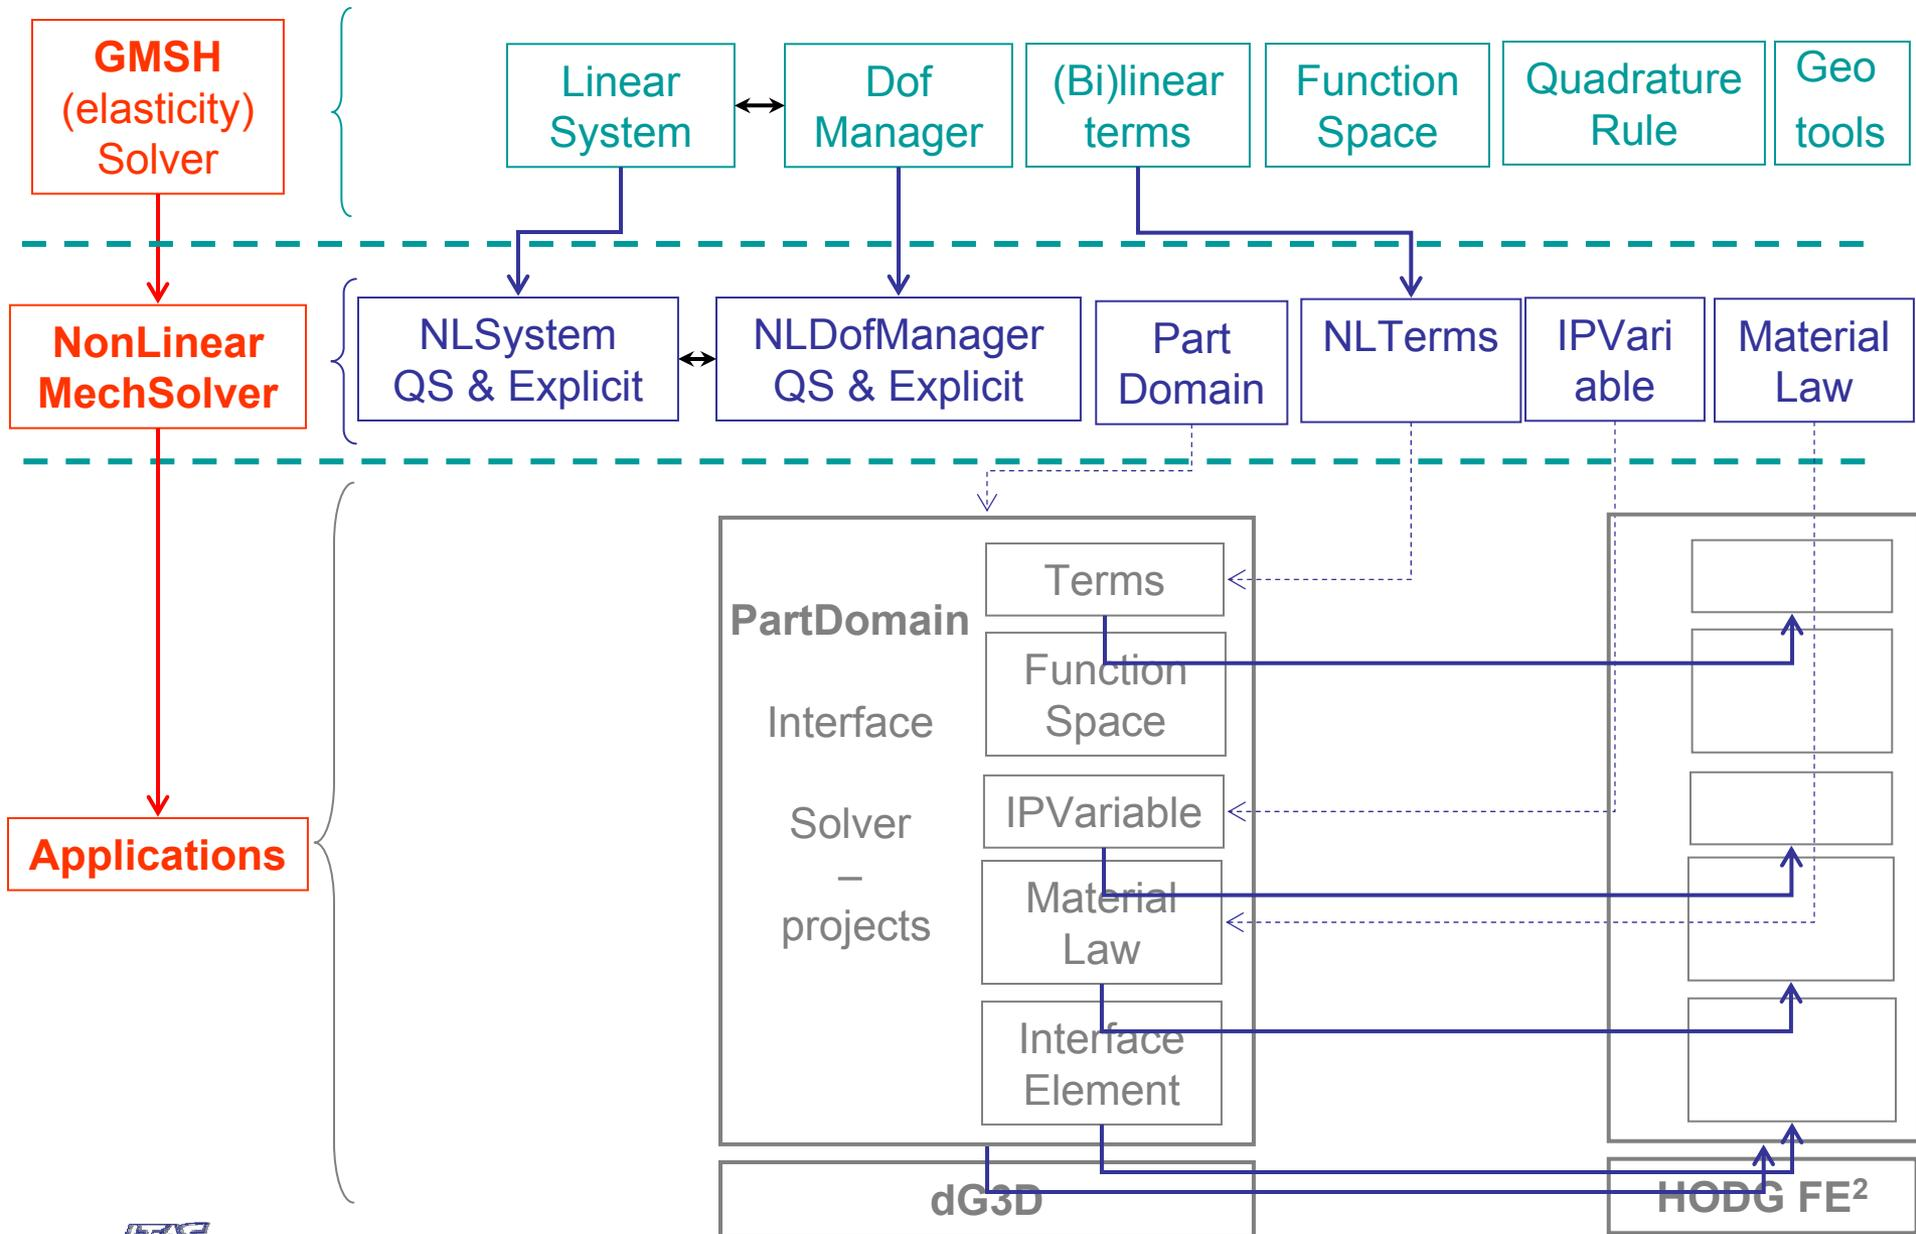 GMSH
(elasticity)
Solver
Linear
System
Dof
Manager
(Bi)linear
terms
Function
Space
Quadrature
Rule
Geo
tools
NonLinear
MechSolver
NLSystem
QS & Explicit
NLDofManager
QS & Explicit
Part
Domain
NLTerms
IPVari
able
Material
Law
Applications
PartDomain
Interface
Solver
–
projects
Terms
Function
Space
IPVariable
Material
Law
Interface
Element
dG3D
HODG FE²